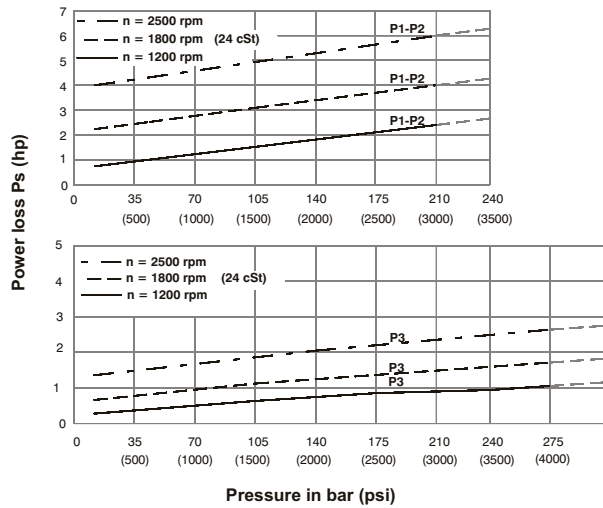 7
n = 2500 rpm
6
P1-P2
n = 1800 rpm (24 cSt)
5
n = 1200 rpm
4
P1-P2
3
P1-P2
2
1
0
0 35 70 105 140 175 210 240
(500) (1000) (1500) (2000) (2500) (3000) (3500)
Power loss Ps (hp)
5
n = 2500 rpm
4
n = 1800 rpm (24 cSt)
n = 1200 rpm
3
P3
2
P3
P3
1
0
0 35 70 105 140 175 210 240 275
(500) (1000) (1500) (2000) (2500) (3000) (3500) (4000)
Pressure in bar (psi)